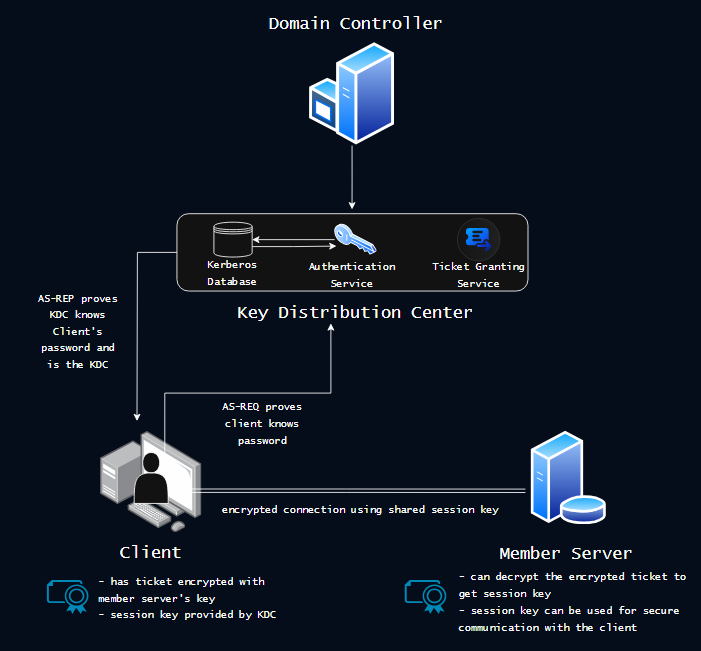 Domain Controller
Kerberos
Database
Authentication
Service
Ticket Granting
Service
Key Distribution Center
AS-REP proves
KDC knows
Client's
password and
is the KDC
AS-REQ proves
client knows
password
encrypted connection using shared session key
Client
- has ticket encrypted with
member server's key
- session key provided by KDC
Member Server
- can decrypt the encrypted ticket to
get session key
- session key can be used for secure
communication with the client